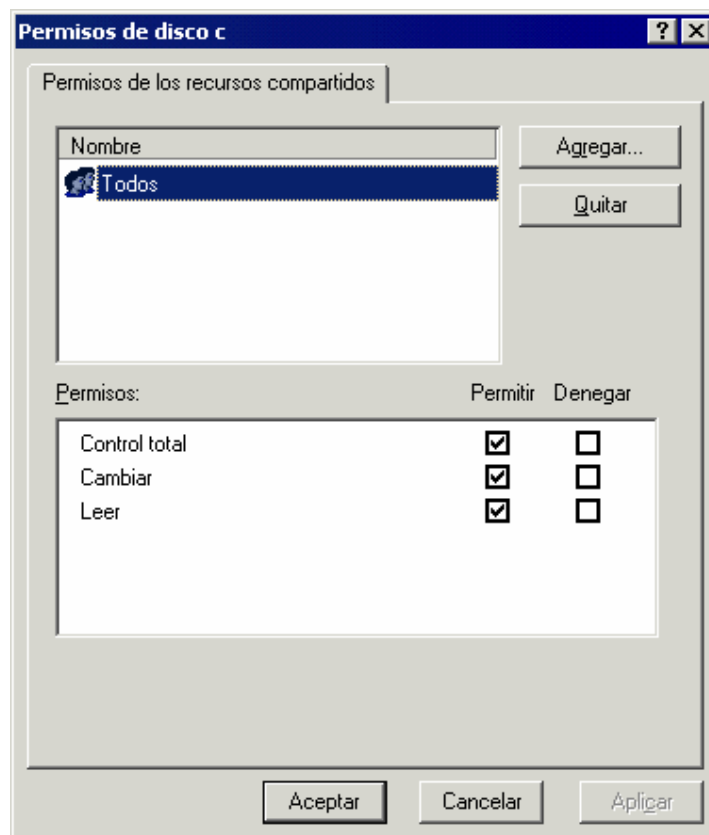 Permisos de disco c
Permisos de los recursos compartidos
Nombre
Agregar...
Todos
Quitar
Permisos: Permitir Denegar
Control total
Cambiar
Leer
Aceptar Cancelar Aplicar